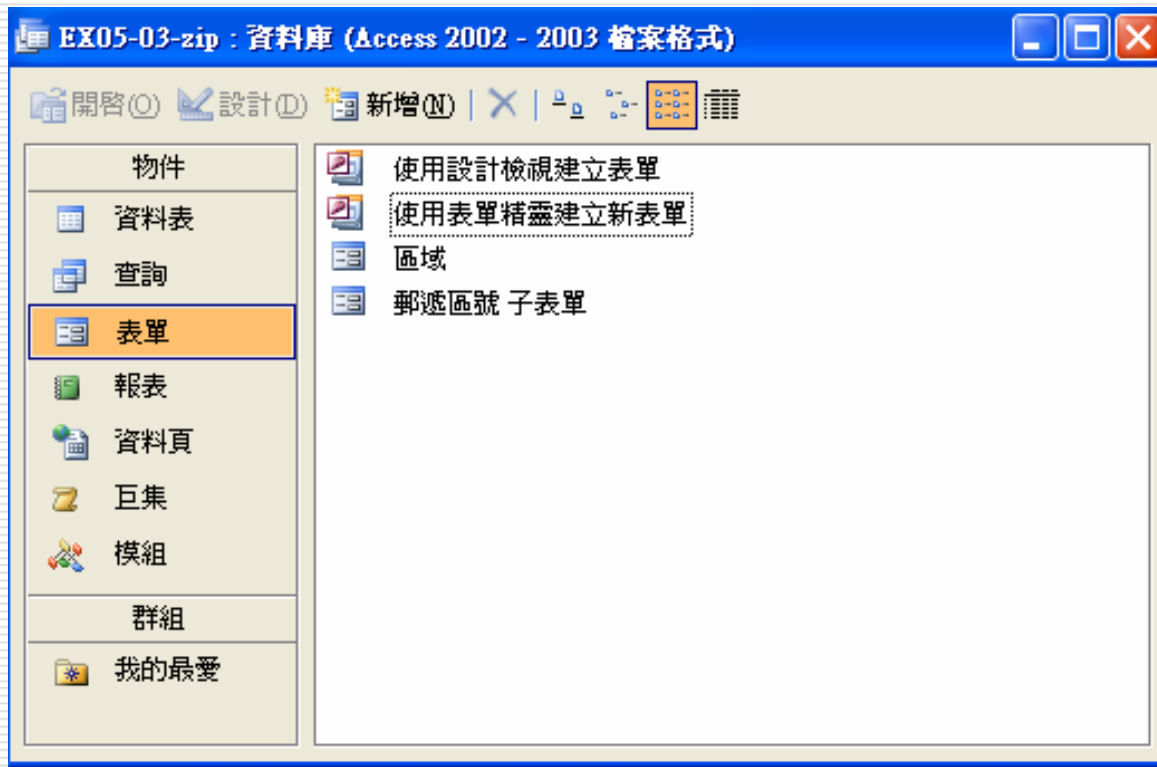 EX05-03-zip : 資料庫 (Access 2002 - 2003 檔案格式)
開啓(O) 設計(D) 新增(N)
物件
資料表
查詢
表單
報表
資料頁
巨集
模組
群組
我的最愛
使用設計檢視建立表單
使用表單精靈建立新表單
區域
郵遞區號 子表單